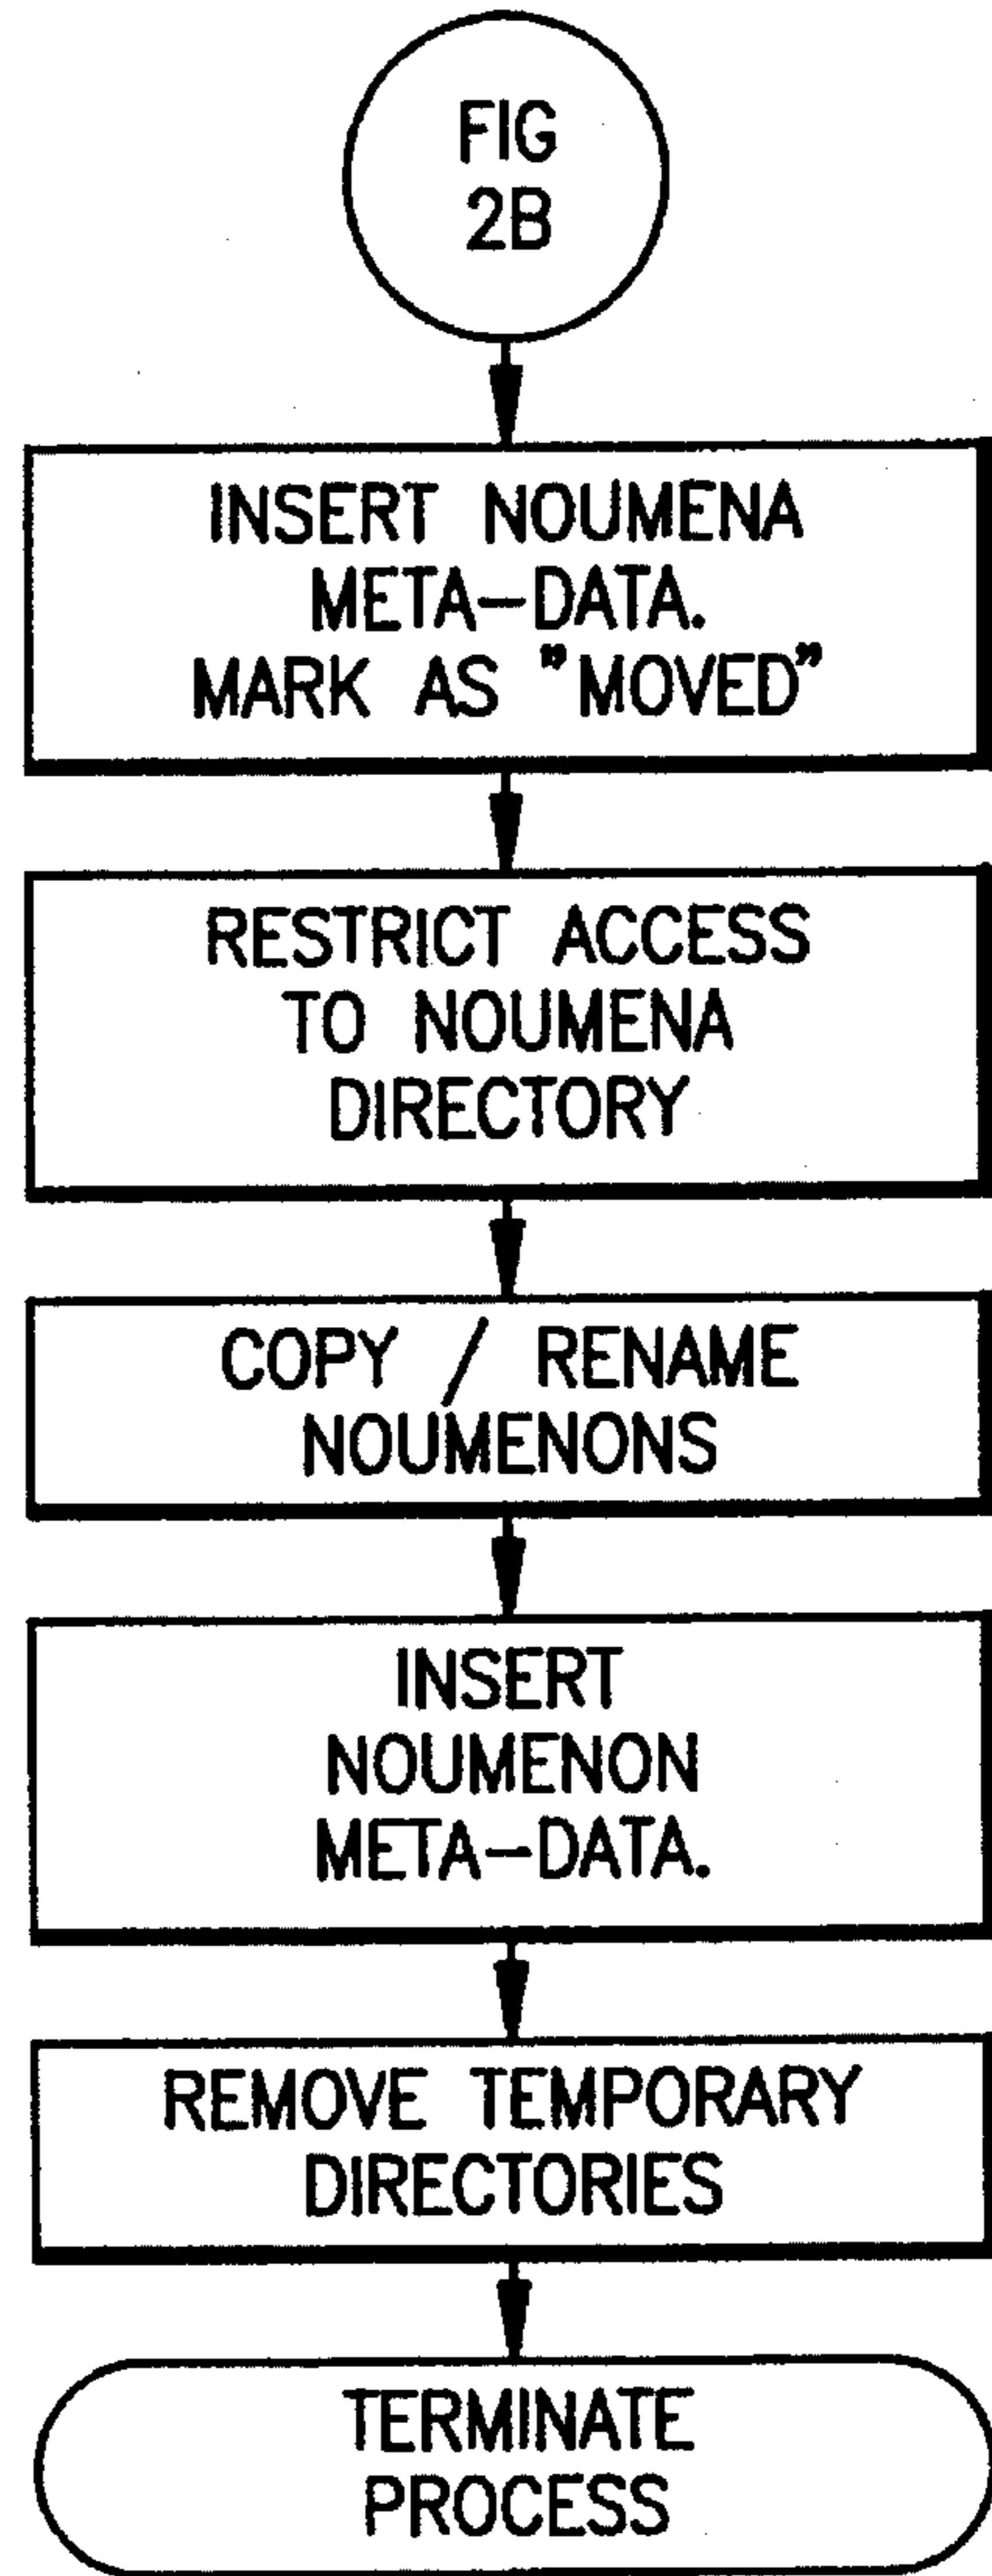 FIG
2B
INSERT NOUMENA
META-DATA.
MARK AS "MOVED"
RESTRICT ACCESS
TO NOUMENA
DIRECTORY
COPY / RENAME
NOUMENONS
INSERT
NOUMENON
META-DATA.
REMOVE TEMPORARY
DIRECTORIES
TERMINATE
PROCESS